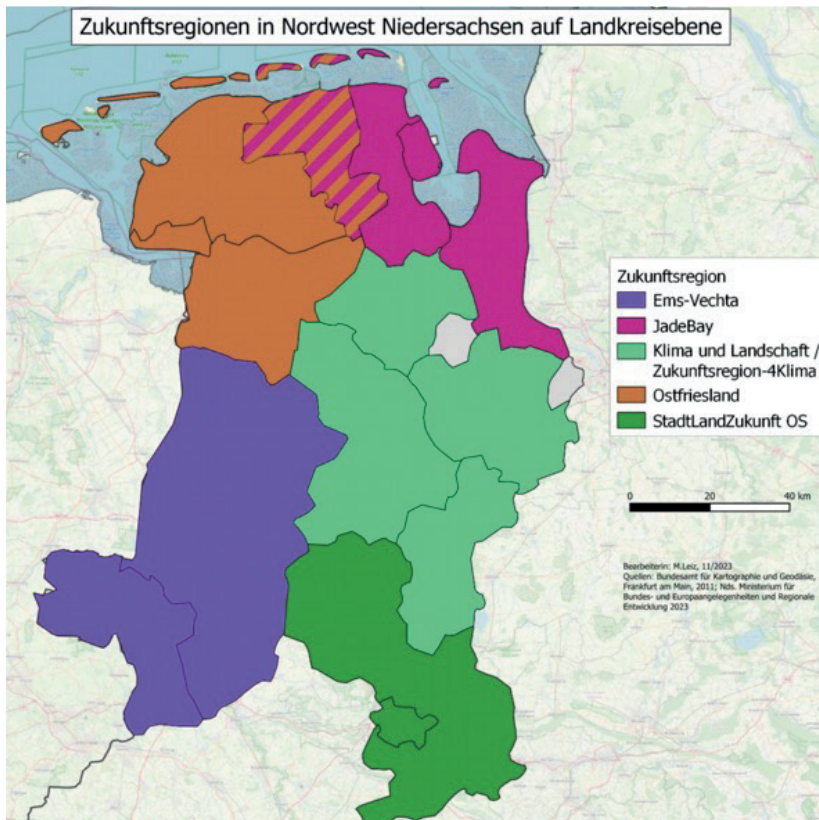 Zukunftsregionen in Nordwest Niedersachsen auf Landkreisebene
Zukunftsregion
Ems-Vechta
JadeBay
Klima und Landschaft /
Zukunftsregion-4Klima
Ostfriesland
StadtLandZukunft OS
0 20 40 km
Bearbeiterin: M.Leiz, 11/2023
Quellen: Bundesamt für Kartographie und Geodäsie,
Frankfurt am Main, 2011; Nds. Ministerium für
Bundes- und Europaangelegenheiten und Regionale
Entwicklung 2023